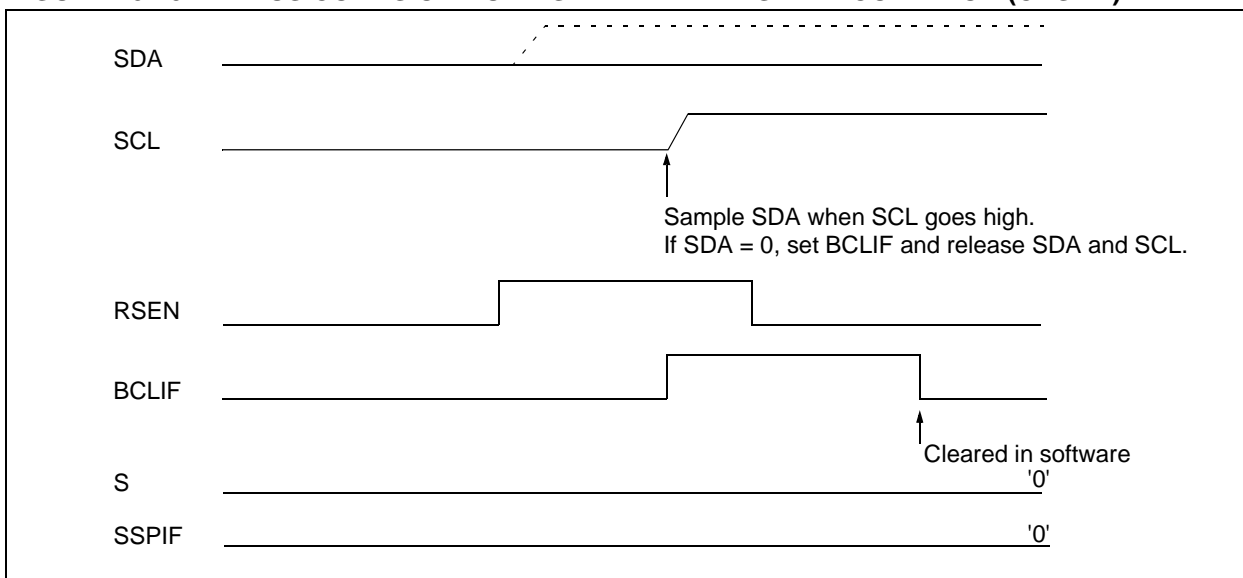 SDA
SCL
Sample SDA when SCL goes high.
If SDA = 0, set BCLIF and release SDA and SCL.
RSEN
BCLIF
Cleared in software
S
'0'
SSPIF
'0'